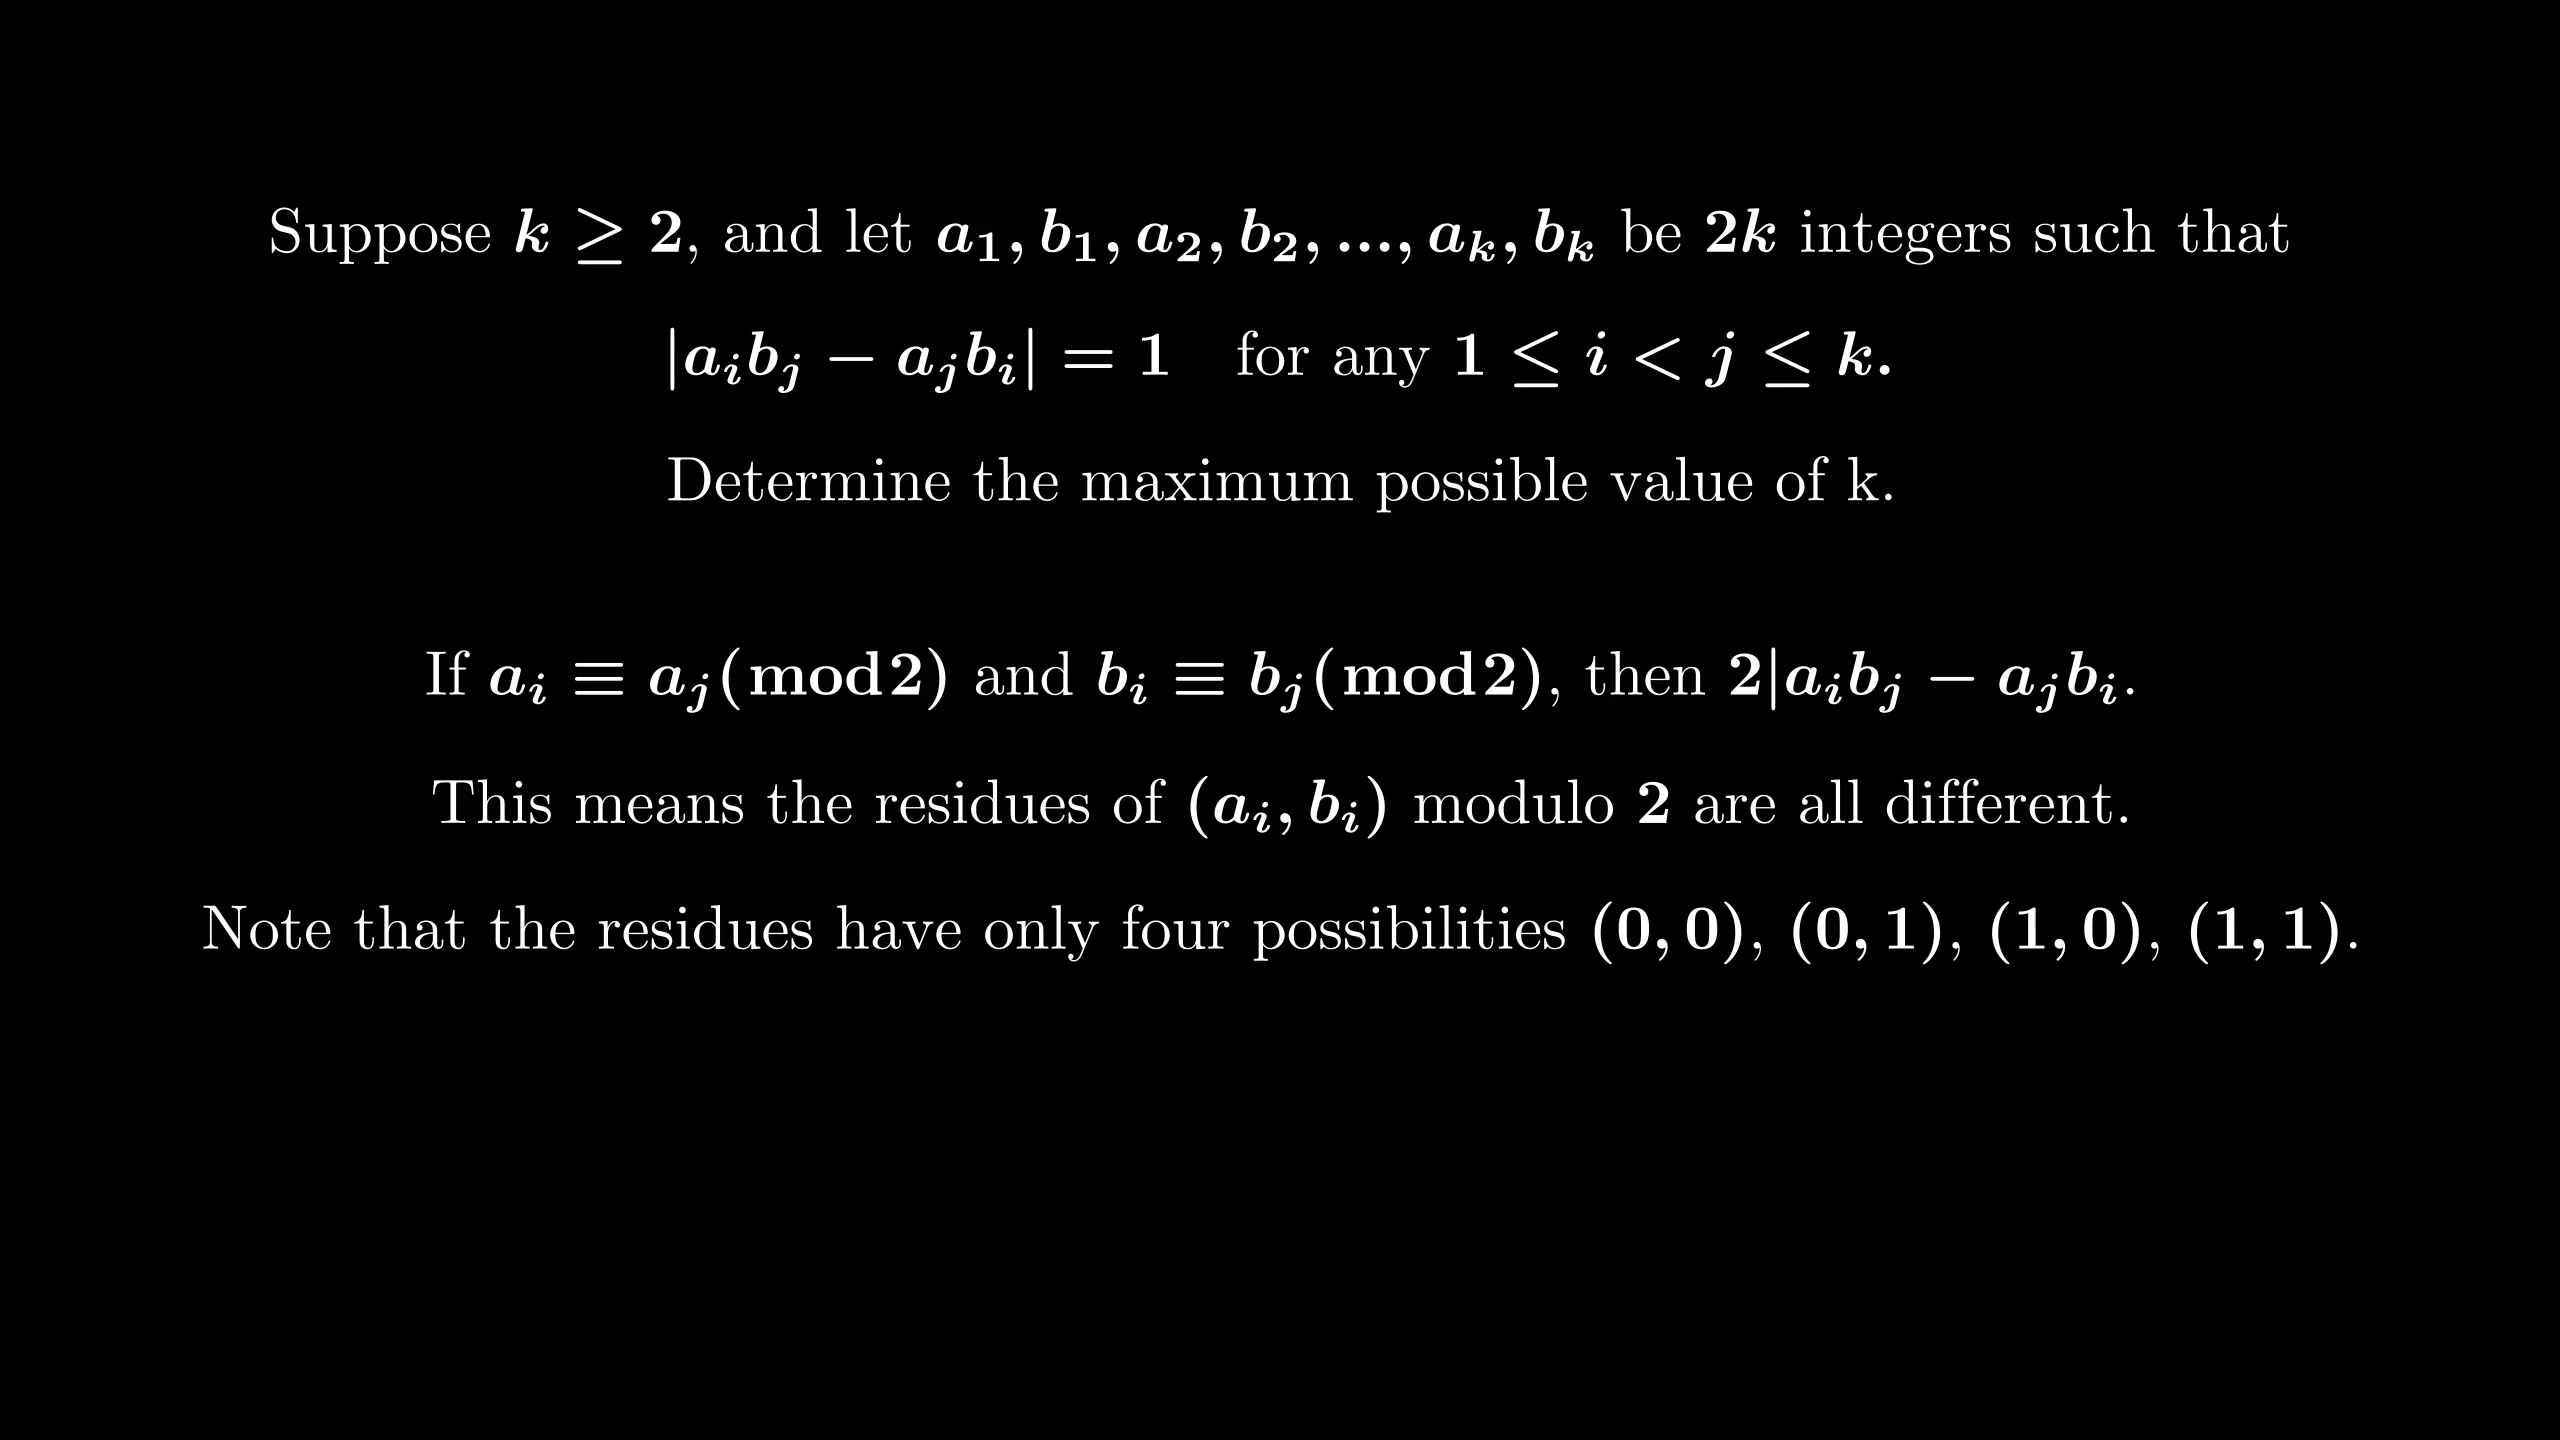 Suppose k ≥ 2, and let a₁, b₁, a₂, b₂, ..., aₖ, bₖ be 2k integers such that
|aᵢbⱼ − aⱼbᵢ| = 1 for any 1 ≤ i < j ≤ k.
Determine the maximum possible value of k.
If aᵢ ≡ aⱼ(mod2) and bᵢ ≡ bⱼ(mod2), then 2|aᵢbⱼ − aⱼbᵢ.
This means the residues of (aᵢ, bᵢ) modulo 2 are all different.
Note that the residues have only four possibilities (0, 0), (0, 1), (1, 0), (1, 1).